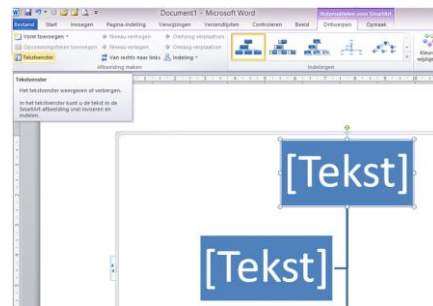 Document1 - Microsoft Word
Hulpmiddelen voor SmartArt
Bestand Start Invoegen Pagina-indeling Verwijzingen Verzendlijsten Controleren Beeld Ontwerpen Opmaak
Vorm toevoegen Niveau verhogen Omhoog verplaatsen
Opsommingsteken toevoegen Niveau verlagen Omlaag verplaatsen
Tekstvenster Van rechts naar links Indeling
Afbeelding maken Indelingen
Kleuren
Tekstvenster
Het tekstvenster weergeven of verbergen.
In het tekstvenster kunt u de tekst in de
SmartArt-afbeelding snel invoeren en
indelen.
[Tekst]
[Tekst]